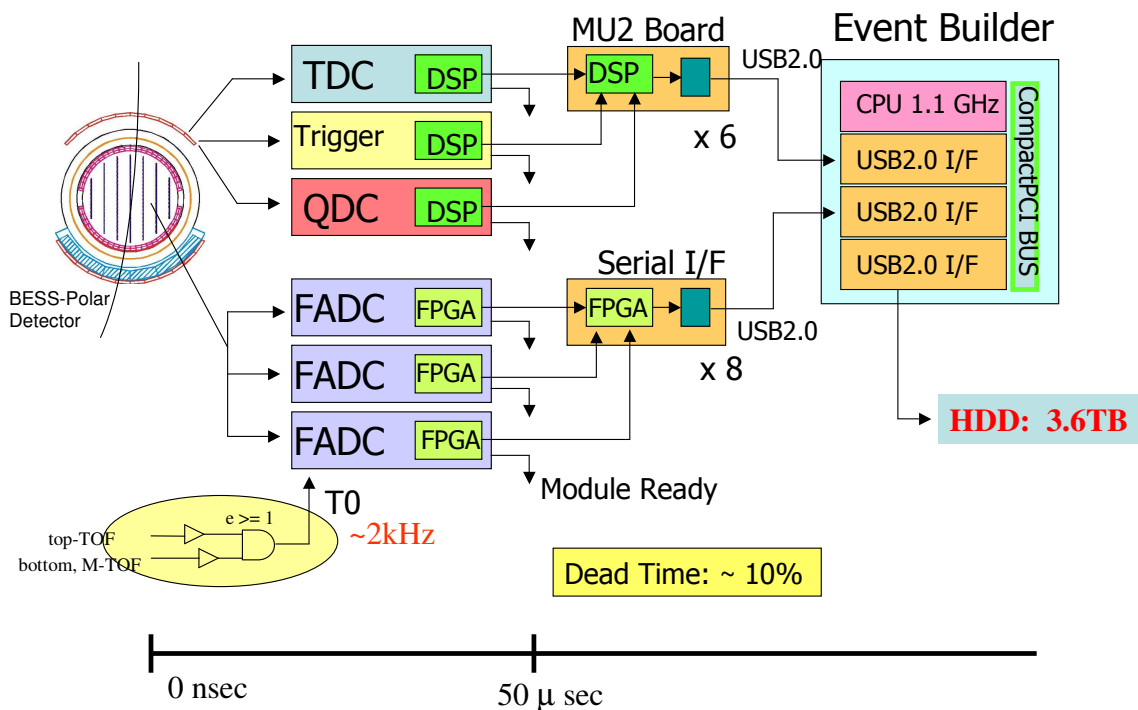 MU2 Board
Event Builder
TDC
DSP
DSP
USB2.0
CPU 1.1 GHz
CompactPCI BUS
Trigger
DSP
x 6
USB2.0 I/F
QDC
DSP
USB2.0 I/F
Serial I/F
USB2.0 I/F
BESS-Polar
Detector
FADC
FPGA
FPGA
USB2.0
FADC
FPGA
x 8
FADC
FPGA
HDD: 3.6TB
Module Ready
T0
~2kHz
e >= 1
top-TOF
bottom, M-TOF
Dead Time: ~ 10%
0 nsec
50 μ sec